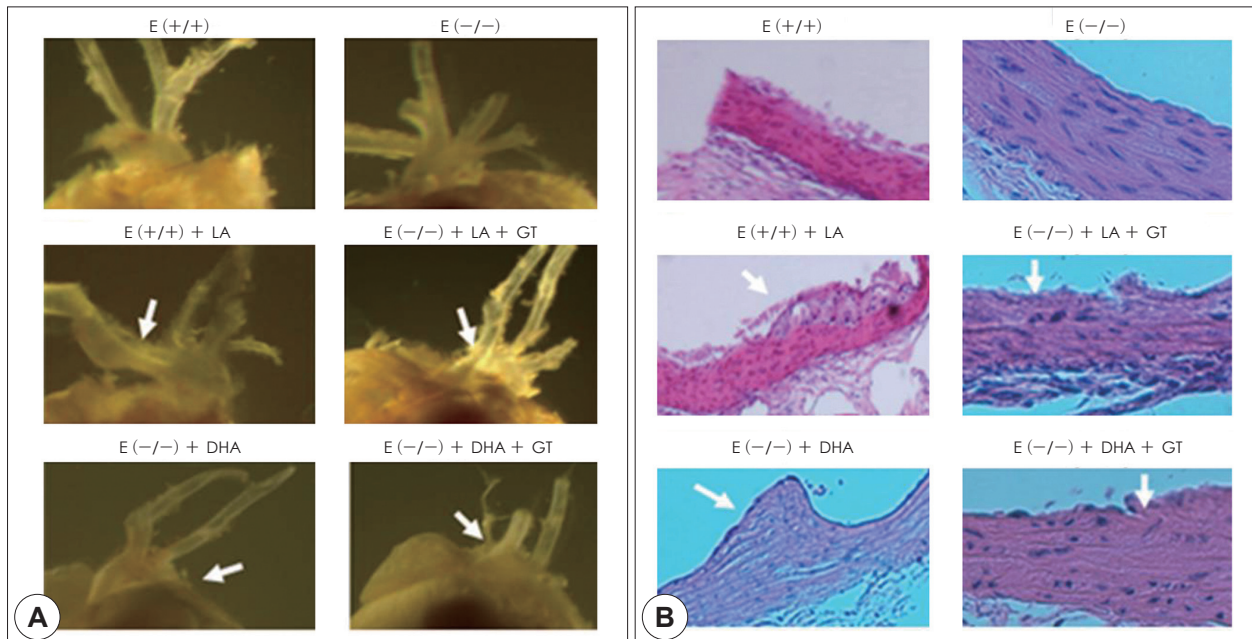 E (+/+)
E (−/−)
E (+/+) + LA
E (−/−) + LA + GT
E (−/−) + DHA
E (−/−) + DHA + GT
A
E (+/+)
E (−/−)
E (+/+) + LA
E (−/−) + LA + GT
E (−/−) + DHA
E (−/−) + DHA + GT
B